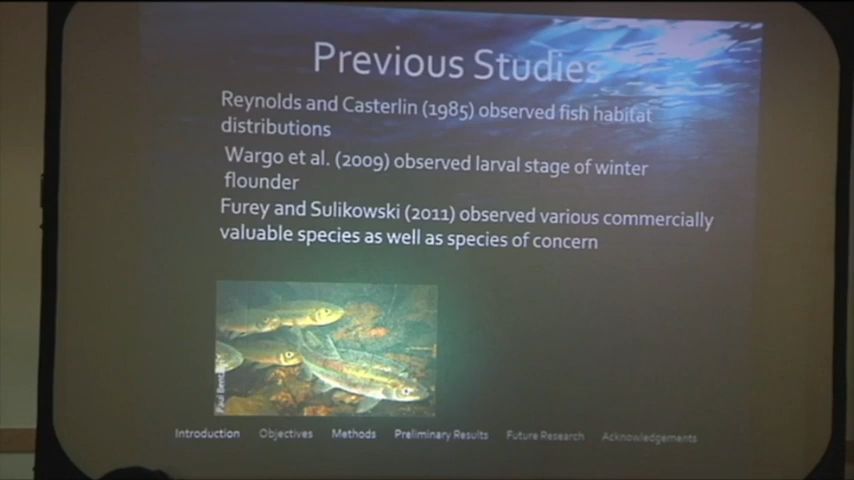 Previous Studies
Reynolds and Casterlin (1985) observed fish habitat
distributions
Wargo et al. (2009) observed larval stage of winter
flounder
Furey and Sulikowski (2011) observed various commercially
valuable species as well as species of concern
Paul Bent
Introduction Objectives Methods Preliminary Results Future Research Acknowledgements